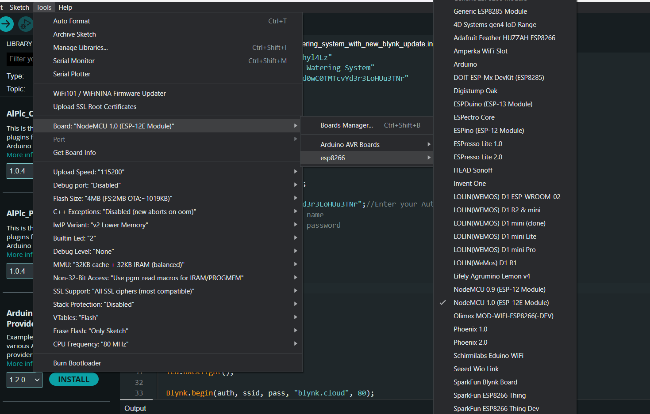 t Sketch Tools Help
LIBRARY
Filter your
Type:
Topic:
AlPlc_O
This is th
plugins f
Arduino
More inf
1.0.4
AlPlc_P
This is th
plugins f
Arduino
More inf
1.0.4
Arduin
Provide
Example
various A
provider
More inf
1.2.0
INSTALL
Auto Format Ctrl+T
Archive Sketch
Manage Libraries... Ctrl+Shift+I
Serial Monitor Ctrl+Shift+M
Serial Plotter
WiFi101 / WiFiNINA Firmware Updater
Upload SSL Root Certificates
Board: "NodeMCU 1.0 (ESP-12E Module)"
Port
Get Board Info
Upload Speed: "115200"
Debug port: "Disabled"
Flash Size: "4MB (FS:2MB OTA:~1019KB)"
C++ Exceptions: "Disabled (new aborts on oom)"
lwIP Variant: "v2 Lower Memory"
Builtin Led: "2"
Debug Level: "None"
MMU: "32KB cache + 32KB IRAM (balanced)"
Non-32-Bit Access: "Use pgm_read macros for IRAM/PROGMEM"
SSL Support: "All SSL ciphers (most compatible)"
Stack Protection: "Disabled"
VTables: "Flash"
Erase Flash: "Only Sketch"
CPU Frequency: "80 MHz"
Burn Bootloader
ering_system_with_new_blynk_update in
hyl4Lz"
Watering System"
d0wC0TMTcvYd3r3LoHUu3TNr"
Boards Manager... Ctrl+Shift+B
Arduino AVR Boards
esp8266
;
d3r3LoHUu3TNr";//Enter your Aut
name
password
32
33 Blynk.begin(auth, ssid, pass, "blynk.cloud", 80);
Output
Generic ESP8285 Module
4D Systems gen4 IoD Range
Adafruit Feather HUZZAH ESP8266
Amperka WiFi Slot
Arduino
DOIT ESP-Mx DevKit (ESP8285)
Digistump Oak
ESPDuino (ESP-13 Module)
ESPectro Core
ESPino (ESP-12 Module)
ESPresso Lite 1.0
ESPresso Lite 2.0
ITEAD Sonoff
Invent One
LOLIN(WEMOS) D1 ESP-WROOM-02
LOLIN(WEMOS) D1 R2 & mini
LOLIN(WEMOS) D1 mini (clone)
LOLIN(WEMOS) D1 mini Lite
LOLIN(WEMOS) D1 mini Pro
LOLIN(WeMos) D1 R1
Lifely Agrumino Lemon v4
NodeMCU 0.9 (ESP-12 Module)
✓ NodeMCU 1.0 (ESP-12E Module)
Olimex MOD-WIFI-ESP8266(-DEV)
Phoenix 1.0
Phoenix 2.0
Schirmilabs Eduino WiFi
Seeed Wio Link
SparkFun Blynk Board
SparkFun ESP8266 Thing
SparkFun ESP8266 Thing Dev